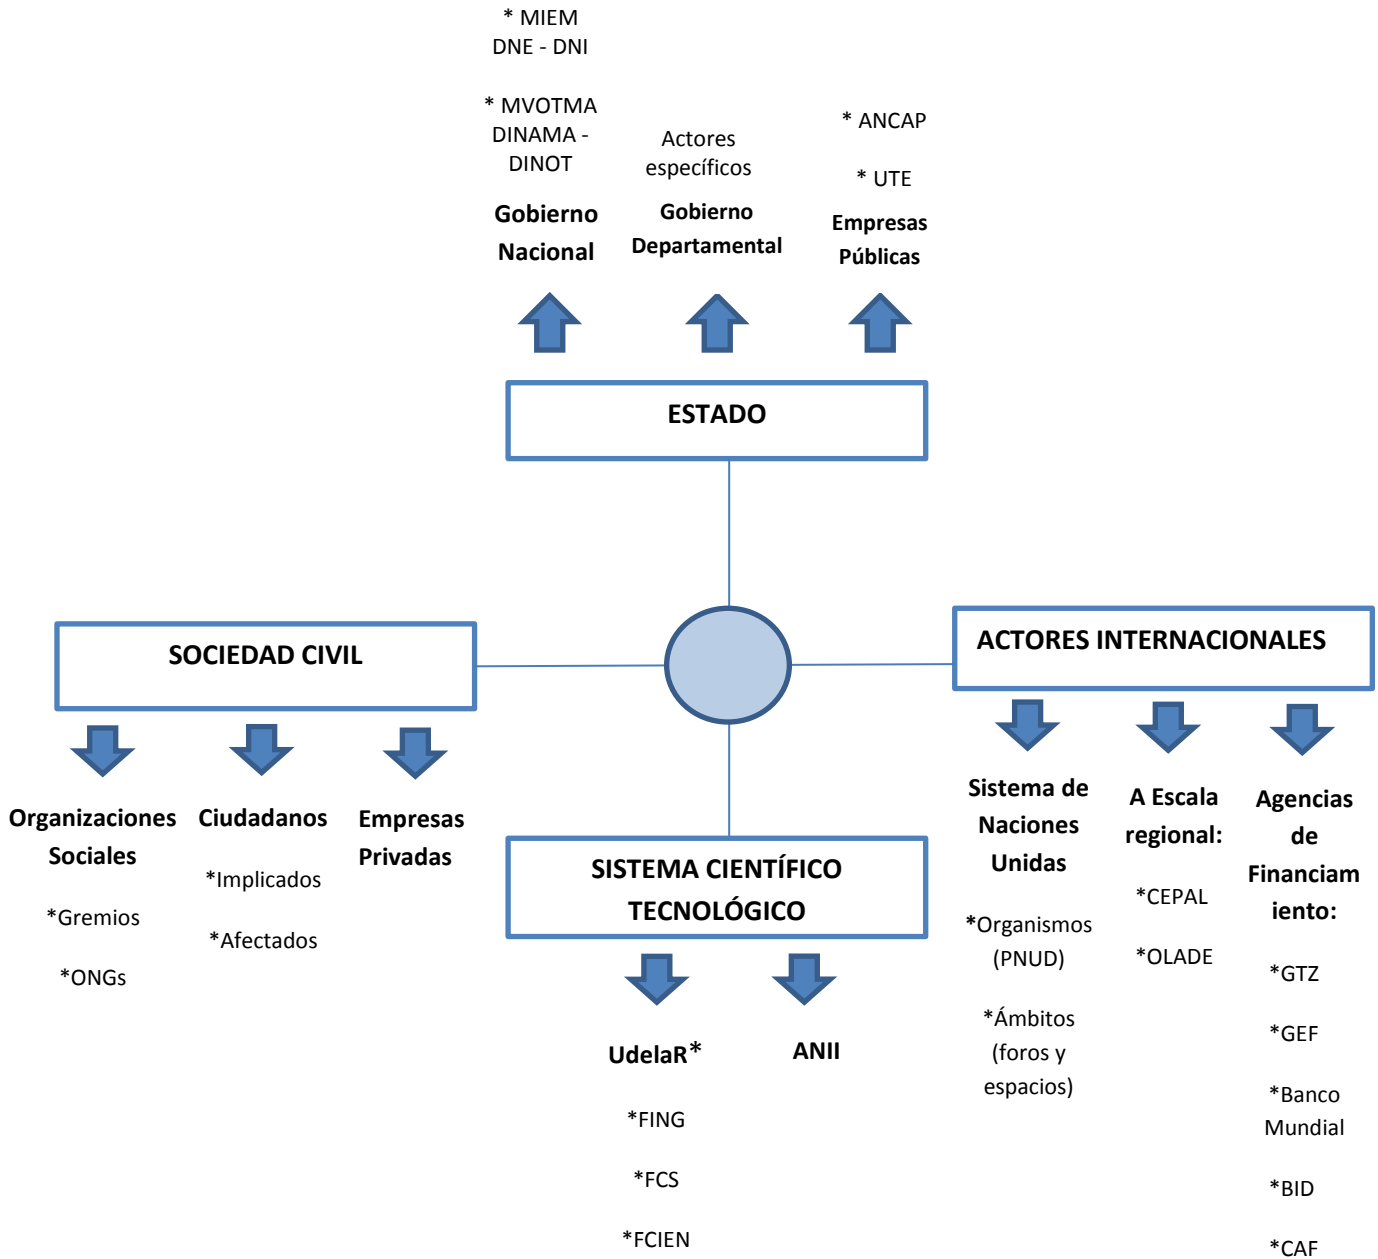 * MIEM
DNE - DNI
* MVOTMA
DINAMA -
DINOT
Gobierno
Nacional
Actores
específicos
Gobierno
Departamental
* ANCAP
* UTE
Empresas
Públicas
ESTADO
SOCIEDAD CIVIL
ACTORES INTERNACIONALES
Organizaciones
Sociales
*Gremios
*ONGs
Ciudadanos
*Implicados
*Afectados
Empresas
Privadas
SISTEMA CIENTÍFICO
TECNOLÓGICO
UdelaR*
*FING
*FCS
*FCIEN
ANII
Sistema de
Naciones
Unidas
*Organismos
(PNUD)
*Ámbitos
(foros y
espacios)
A Escala
regional:
*CEPAL
*OLADE
Agencias
de
Financiam
iento:
*GTZ
*GEF
*Banco
Mundial
*BID
*CAF